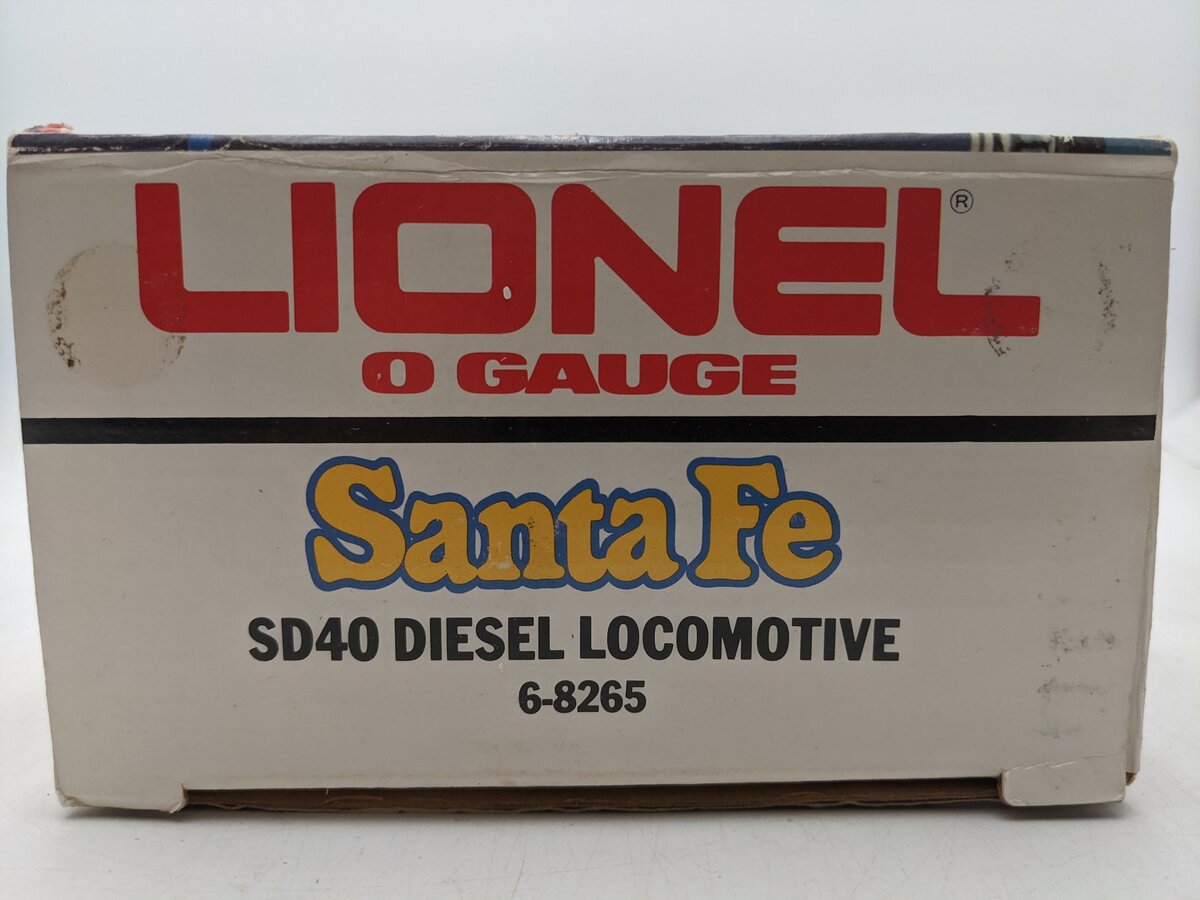 LIONEL®
O GAUGE
Santa Fe
SD40 DIESEL LOCOMOTIVE
6-8265